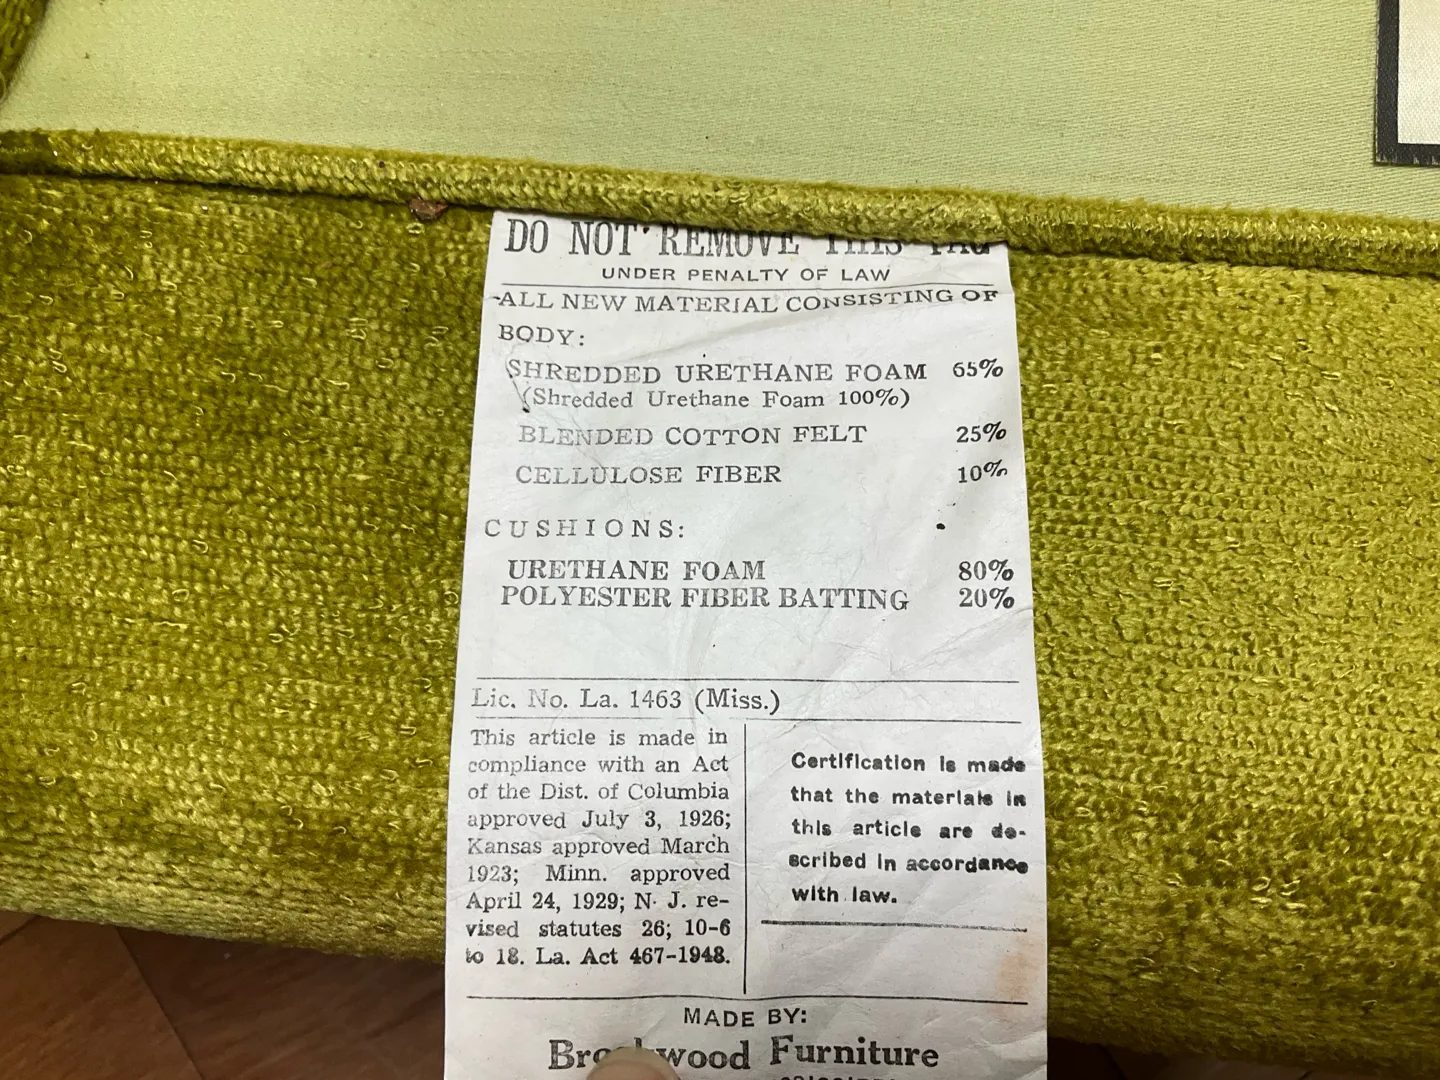 DO NOT REMOVE THIS TAG
UNDER PENALTY OF LAW
ALL NEW MATERIAL CONSISTING OF
BODY:
SHREDDED URETHANE FOAM 65%
(Shredded Urethane Foam 100%)
BLENDED COTTON FELT 25%
CELLULOSE FIBER 10%
CUSHIONS:
URETHANE FOAM 80%
POLYESTER FIBER BATTING 20%
Lic. No. La. 1463 (Miss.)
This article is made in
compliance with an Act
of the Dist. of Columbia
approved July 3, 1926;
Kansas approved March
1923; Minn. approved
April 24, 1929; N. J. re-
vised statutes 26; 10-6
to 18. La. Act 467-1948.
Certification is made
that the materials in
this article are de-
scribed in accordance
with law.
MADE BY:
Furniture